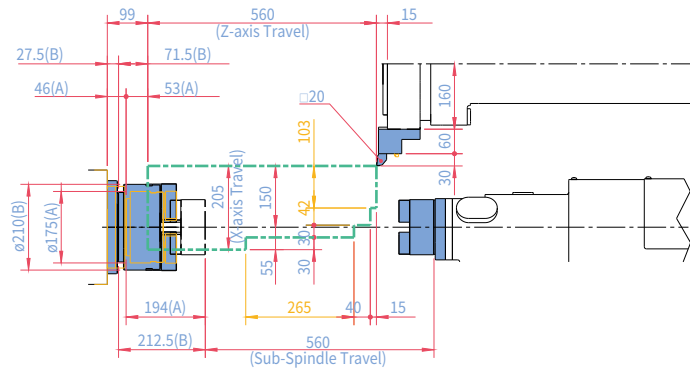 99
560
15
(Z-axis Travel)
27.5(B)
71.5(B)
46(A)
53(A)
□20
103
160
60
30
205
(X-axis Travel)
150
42
30
55
30
ø210(B)
ø175(A)
194(A)
265
40
15
212.5(B)
560
(Sub-Spindle Travel)